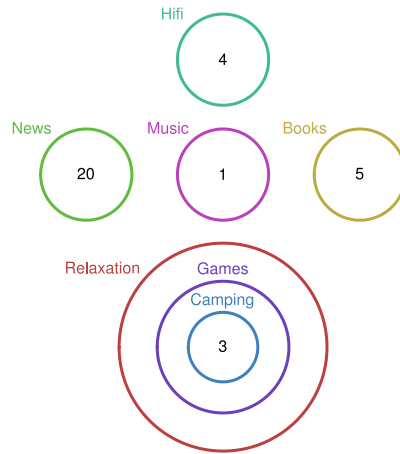 Hifi
4
News
Music
Books
20
1
5
Relaxation
Games
Camping
3